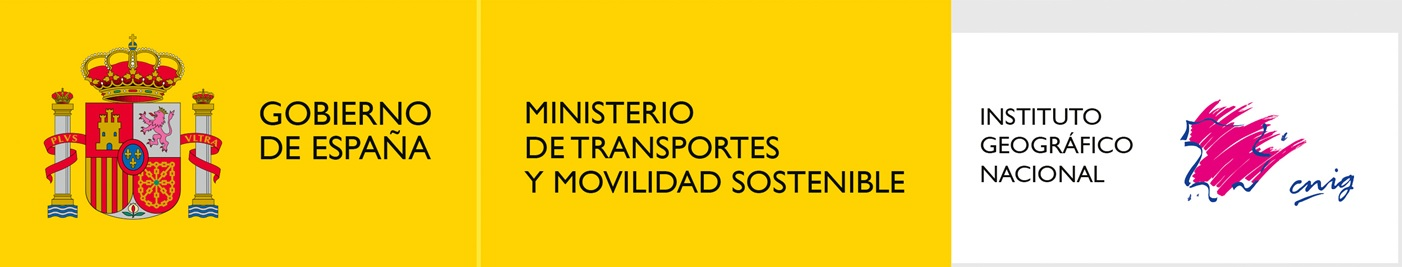 PLVS VLTRA
GOBIERNO
DE ESPAÑA
MINISTERIO
DE TRANSPORTES
Y MOVILIDAD SOSTENIBLE
INSTITUTO
GEOGRÁFICO
NACIONAL
cnig